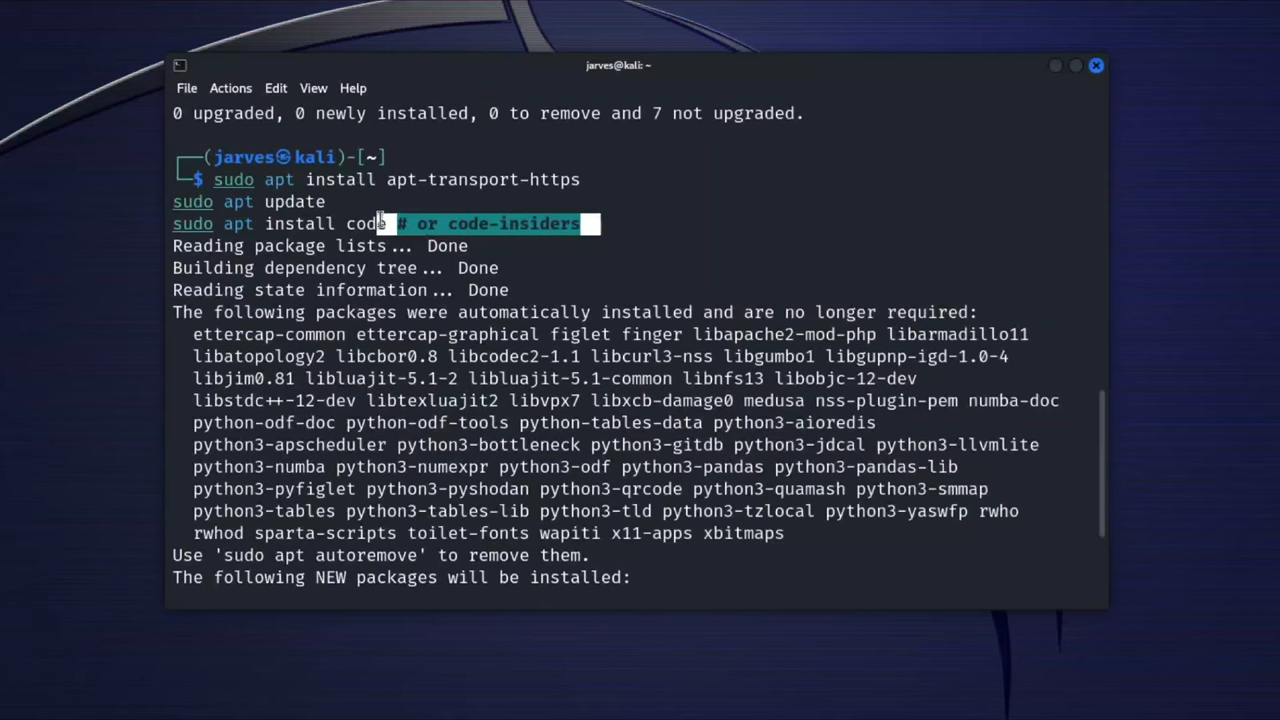 jarves@kali: ~
File Actions Edit View Help
0 upgraded, 0 newly installed, 0 to remove and 7 not upgraded.
┌──(jarves㉿kali)-[~]
└─$ sudo apt install apt-transport-https
sudo apt update
sudo apt install code # or code-insiders
Reading package lists... Done
Building dependency tree... Done
Reading state information... Done
The following packages were automatically installed and are no longer required:
ettercap-common ettercap-graphical figlet finger libapache2-mod-php libarmadillo11
libatopology2 libcbor0.8 libcodec2-1.1 libcurl3-nss libgumbo1 libgupnp-igd-1.0-4
libjim0.81 libluajit-5.1-2 libluajit-5.1-common libnfs13 libobjc-12-dev
libstdc++-12-dev libtexluajit2 libvpx7 libxcb-damage0 medusa nss-plugin-pem numba-doc
python-odf-doc python-odf-tools python-tables-data python3-aioredis
python3-apscheduler python3-bottleneck python3-gitdb python3-jdcal python3-llvmlite
python3-numba python3-numexpr python3-odf python3-pandas python3-pandas-lib
python3-pyfiglet python3-pyshodan python3-qrcode python3-quamash python3-smmap
python3-tables python3-tables-lib python3-tld python3-tzlocal python3-yaswfp rwho
rwhod sparta-scripts toilet-fonts wapiti x11-apps xbitmaps
Use 'sudo apt autoremove' to remove them.
The following NEW packages will be installed: